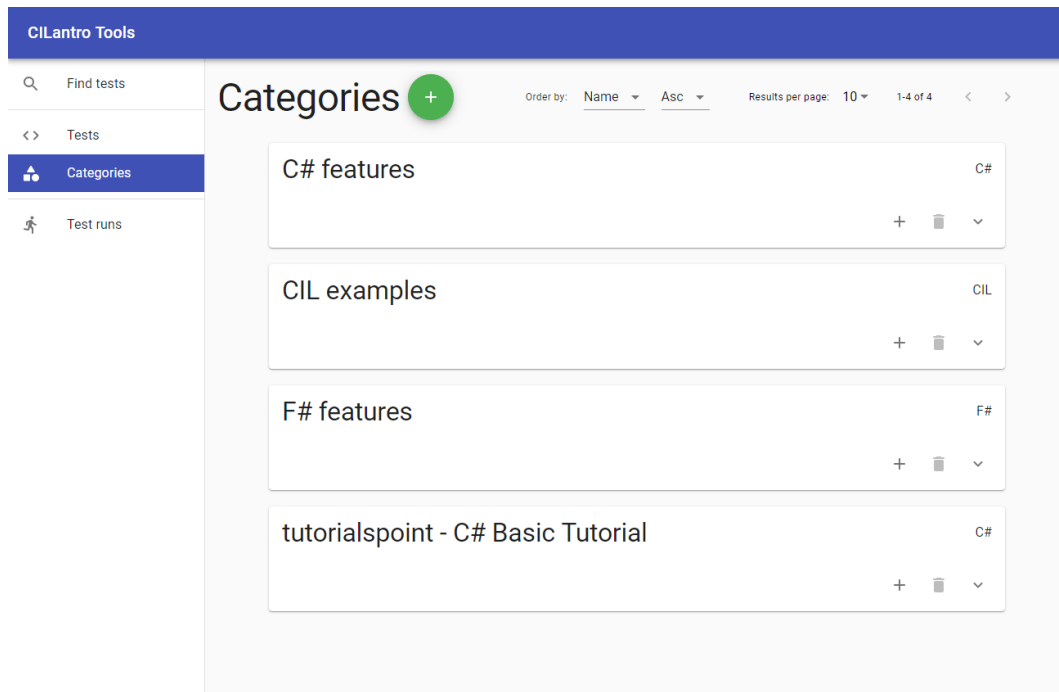 CILantro Tools
Find tests
Tests
Categories
Test runs
Categories
Order by: Name Asc Results per page: 10 1-4 of 4
C# features C#
CIL examples CIL
F# features F#
tutorialspoint - C# Basic Tutorial C#